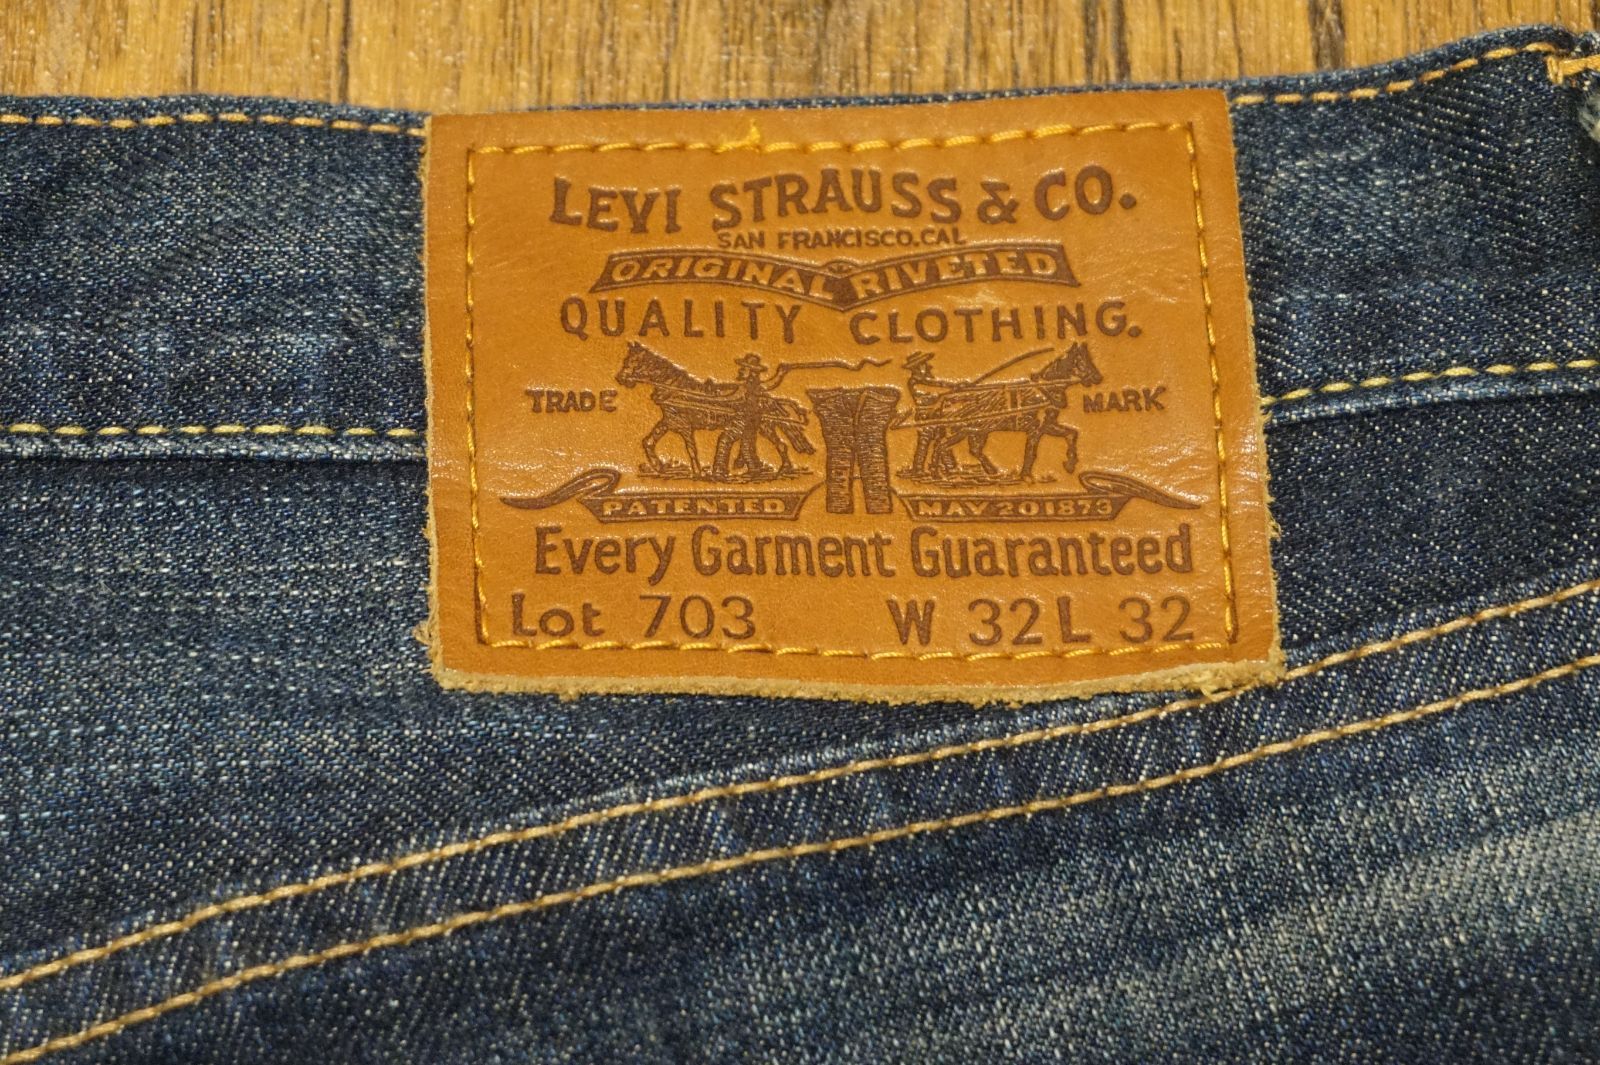 LEVI STRAUSS & CO.
SAN FRANCISCO.CAL
ORIGINAL RIVETED
QUALITY CLOTHING.
TRADE MARK
PATENTED MAY 20 1873
Every Garment Guaranteed
Lot 703 W 32 L 32